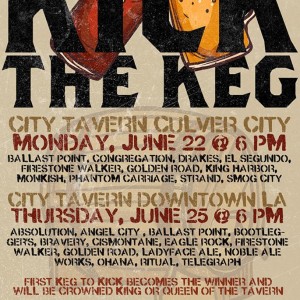 KICK
THE KEG
CITY TAVERN CULVER CITY
MONDAY, JUNE 22 @ 6 PM
BALLAST POINT, CONGREGATION, DRAKES, EL SEGUNDO,
FIRESTONE WALKER, GOLDEN ROAD, KING HARBOR,
MONKISH, PHANTOM CARRIAGE, STRAND, SMOG CITY
CITY TAVERN DOWNTOWN LA
THURSDAY, JUNE 25 @ 6 PM
ABSOLUTION, ANGEL CITY , BALLAST POINT, BOOTLEG-
GER'S, BRAVERY, CISMONTANE, EAGLE ROCK, FIRESTONE
WALKER, GOLDEN ROAD, LADYFACE ALE, NOBLE ALE
WORKS, OHANA, RITUAL, TELEGRAPH
FIRST KEG TO KICK BECOMES THE WINNER AND
WILL BE CROWNED KING OR QUEEN OF THE TAVERN